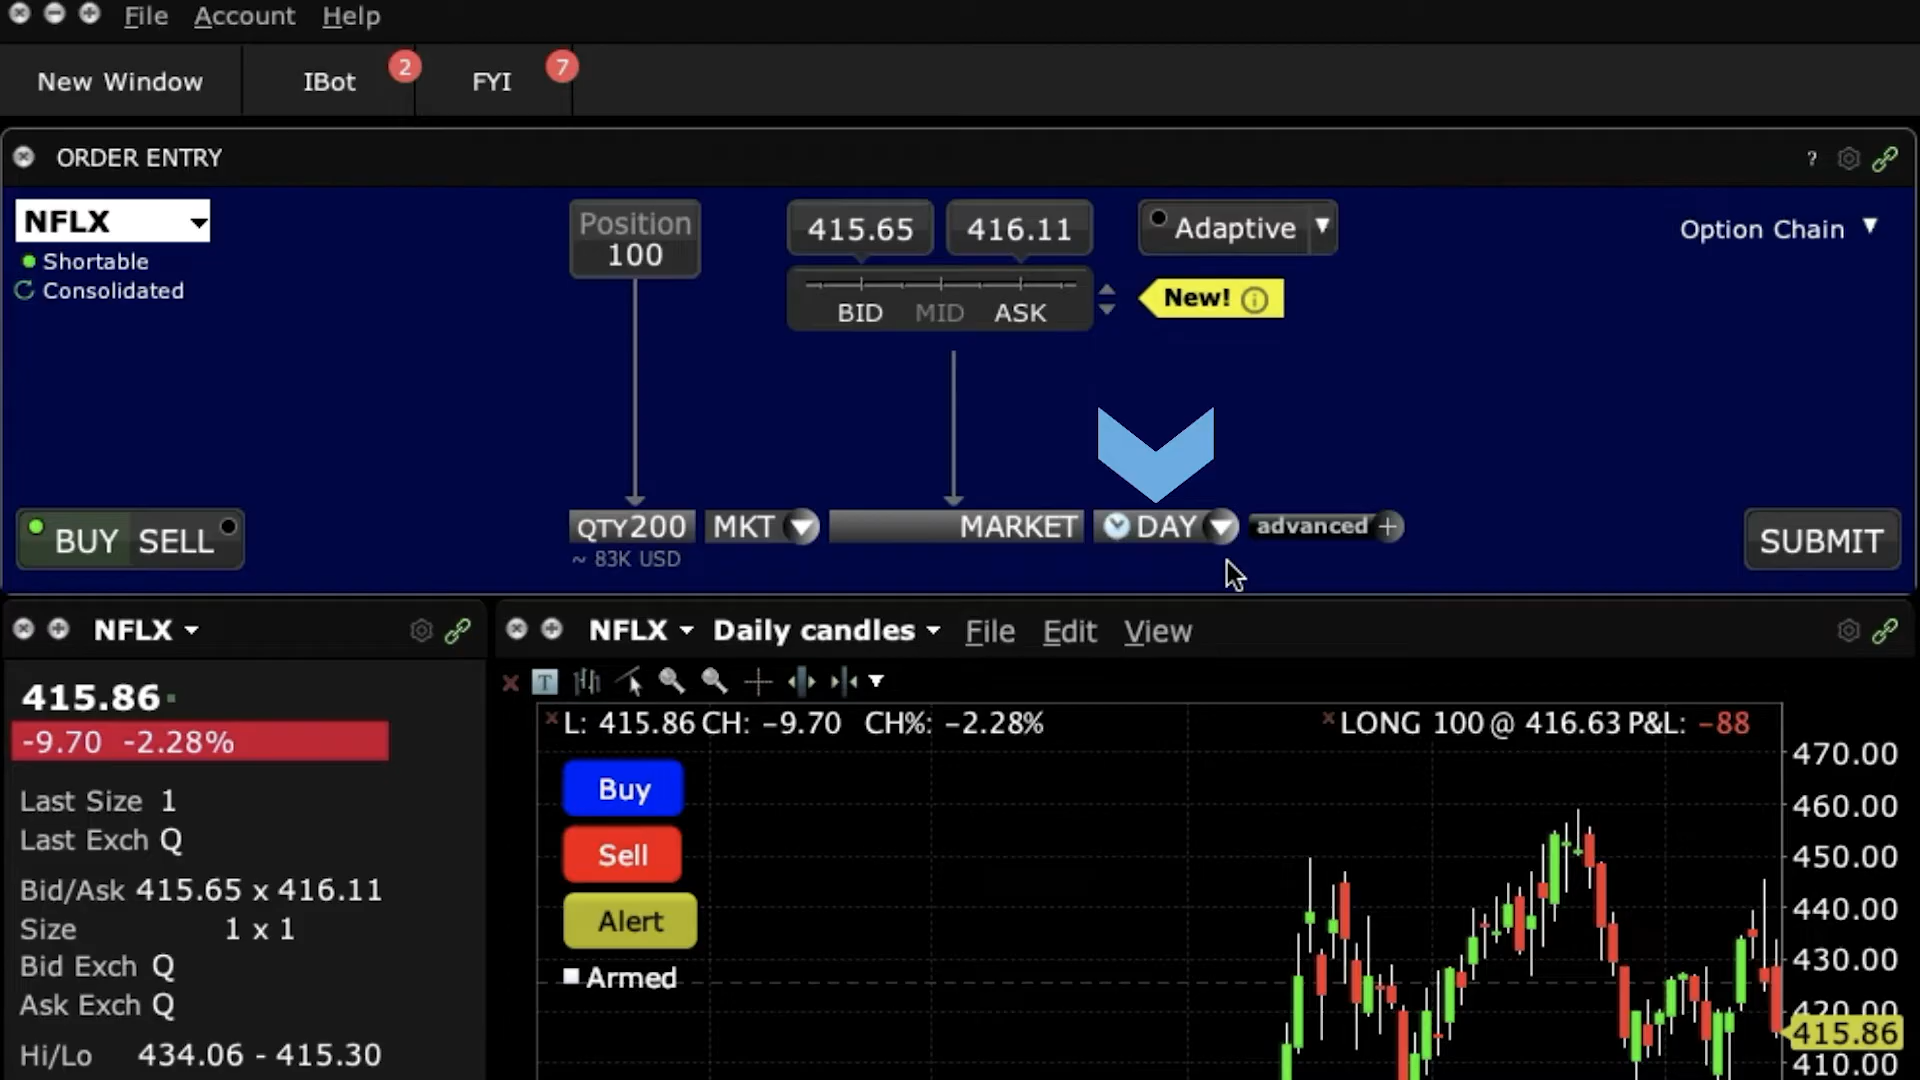 File Account Help
New Window IBot 2 FYI 7
ORDER ENTRY ?
NFLX
Shortable
Consolidated
Position
100
415.65 416.11
BID MID ASK
Adaptive
New!
Option Chain
BUY SELL
QTY 200 MKT MARKET DAY advanced +
~ 83K USD
SUBMIT
NFLX
415.86
-9.70 -2.28%
Last Size 1
Last Exch Q
Bid/Ask 415.65 x 416.11
Size 1 x 1
Bid Exch Q
Ask Exch Q
Hi/Lo 434.06 - 415.30
NFLX Daily candles File Edit View
T
L: 415.86 CH: -9.70 CH%: -2.28%
LONG 100 @ 416.63 P&L: -88
Buy
Sell
Alert
Armed
470.00
460.00
450.00
440.00
430.00
420.00
415.86
410.00